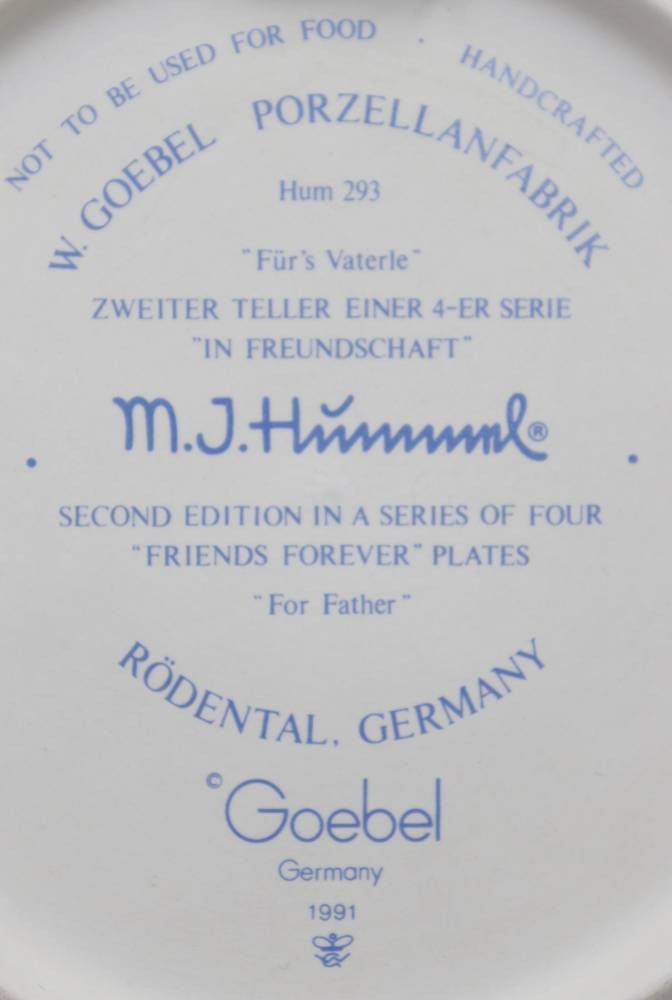 NOT TO BE USED FOR FOOD · HANDCRAFTED
W. GOEBEL PORZELLANFABRIK
Hum 293
"Für's Vaterle"
ZWEITER TELLER EINER 4-ER SERIE
"IN FREUNDSCHAFT"
M.J.Hummel®
SECOND EDITION IN A SERIES OF FOUR
"FRIENDS FOREVER" PLATES
"For Father"
RÖDENTAL, GERMANY
©Goebel
Germany
1991